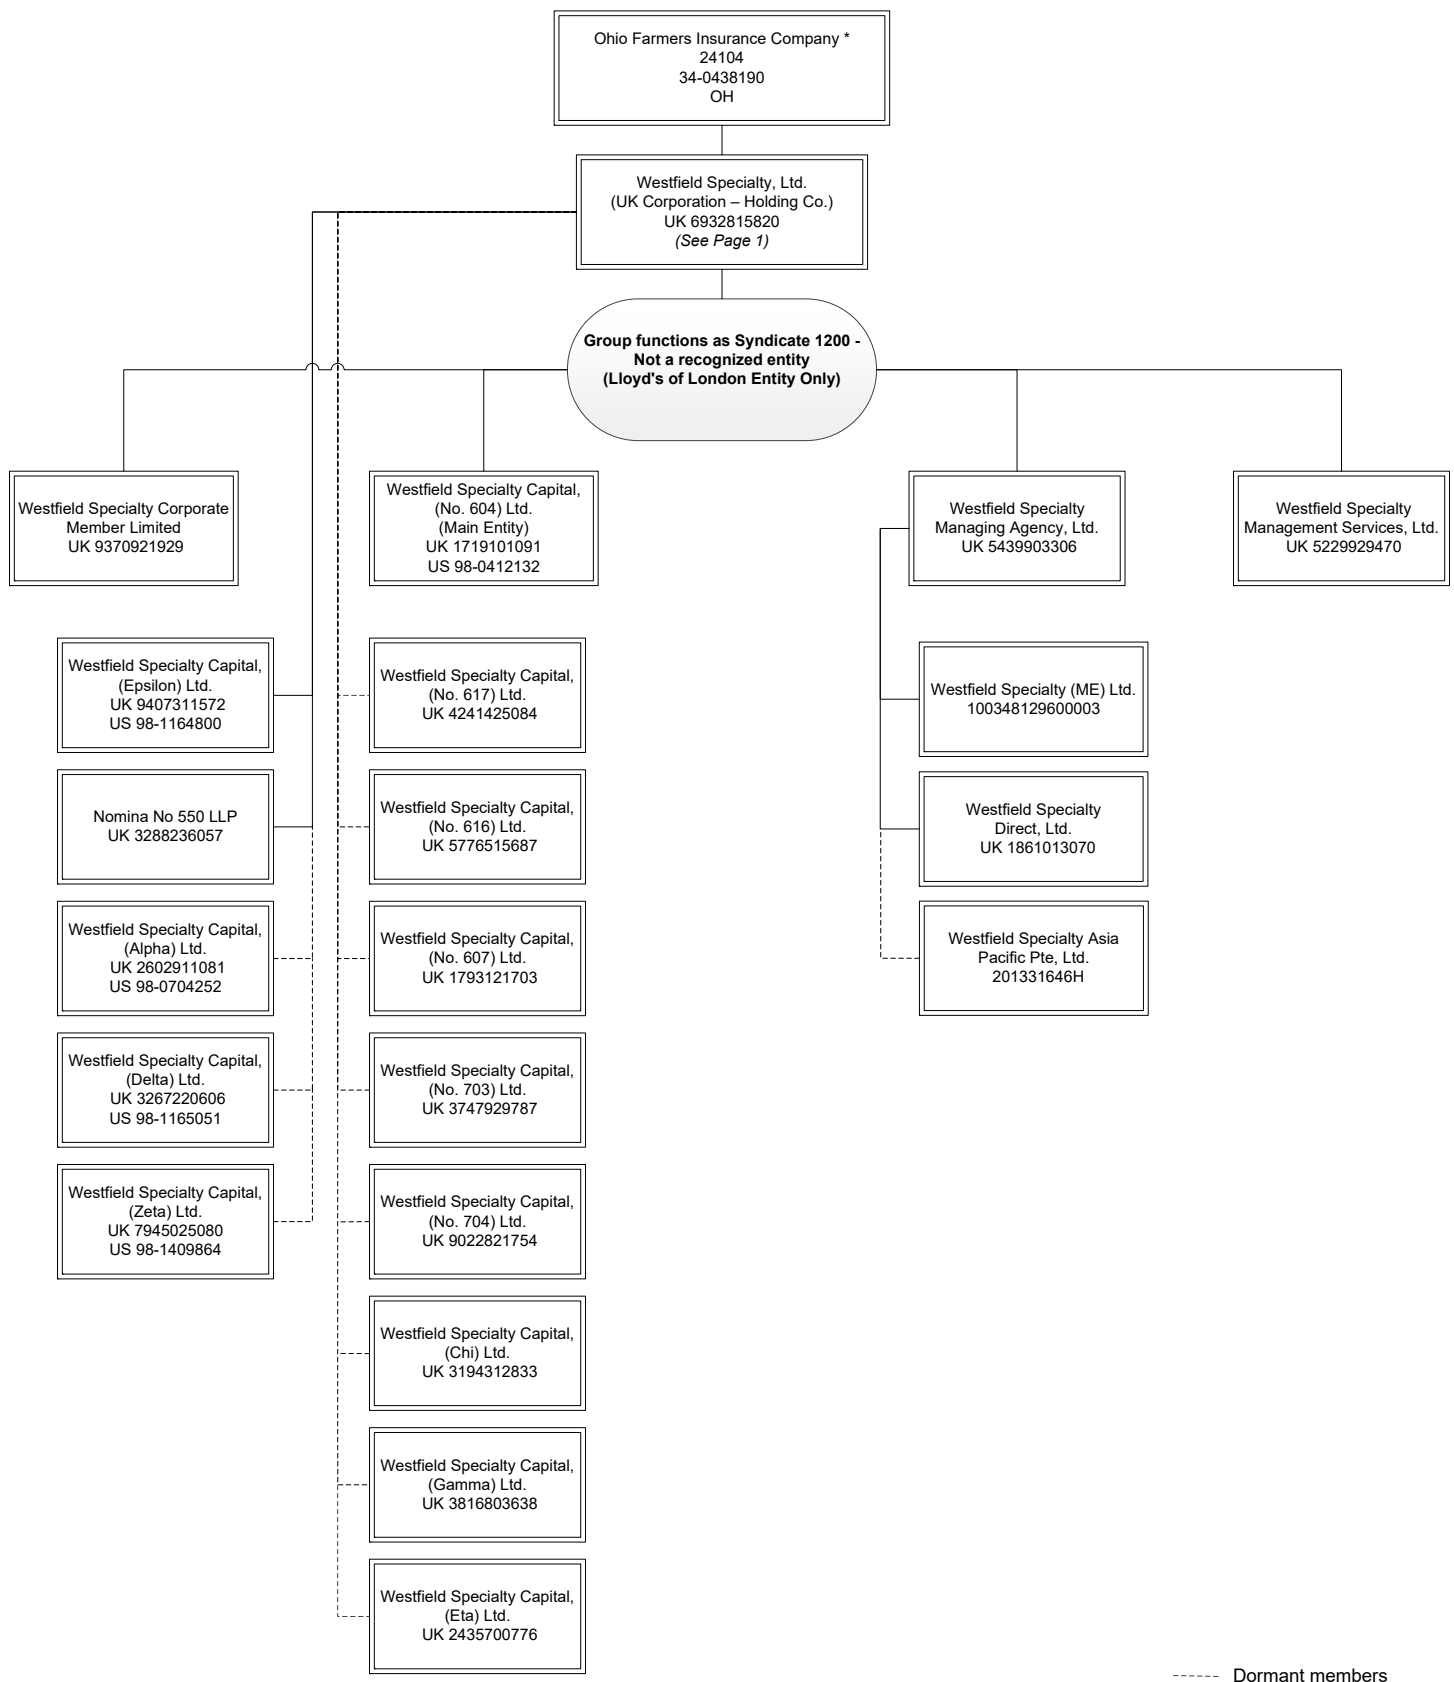 Ohio Farmers Insurance Company *
24104
34-0438190
OH
Westfield Specialty, Ltd.
(UK Corporation – Holding Co.)
UK 6932815820
(See Page 1)
Group functions as Syndicate 1200 -
Not a recognized entity
(Lloyd's of London Entity Only)
Westfield Specialty Corporate
Member Limited
UK 9370921929
Westfield Specialty Capital,
(No. 604) Ltd.
(Main Entity)
UK 1719101091
US 98-0412132
Westfield Specialty
Managing Agency, Ltd.
UK 5439903306
Westfield Specialty
Management Services, Ltd.
UK 5229929470
Westfield Specialty Capital,
(Epsilon) Ltd.
UK 9407311572
US 98-1164800
Westfield Specialty Capital,
(No. 617) Ltd.
UK 4241425084
Westfield Specialty (ME) Ltd.
100348129600003
Nomina No 550 LLP
UK 3288236057
Westfield Specialty Capital,
(No. 616) Ltd.
UK 5776515687
Westfield Specialty
Direct, Ltd.
UK 1861013070
Westfield Specialty Capital,
(Alpha) Ltd.
UK 2602911081
US 98-0704252
Westfield Specialty Capital,
(No. 607) Ltd.
UK 1793121703
Westfield Specialty Asia
Pacific Pte, Ltd.
201331646H
Westfield Specialty Capital,
(Delta) Ltd.
UK 3267220606
US 98-1165051
Westfield Specialty Capital,
(No. 703) Ltd.
UK 3747929787
Westfield Specialty Capital,
(Zeta) Ltd.
UK 7945025080
US 98-1409864
Westfield Specialty Capital,
(No. 704) Ltd.
UK 9022821754
Westfield Specialty Capital,
(Chi) Ltd.
UK 3194312833
Westfield Specialty Capital,
(Gamma) Ltd.
UK 3816803638
Westfield Specialty Capital,
(Eta) Ltd.
UK 2435700776
Dormant members